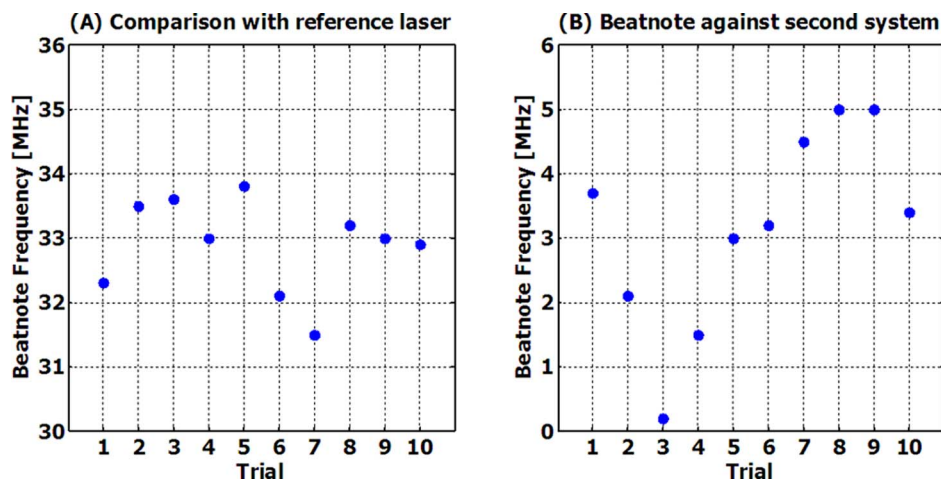 (A) Comparison with reference laser
Beatnote Frequency [MHz]
36
35
34
33
32
31
30
1 2 3 4 5 6 7 8 9 10
Trial
(B) Beatnote against second system
Beatnote Frequency [MHz]
6
5
4
3
2
1
0
1 2 3 4 5 6 7 8 9 10
Trial